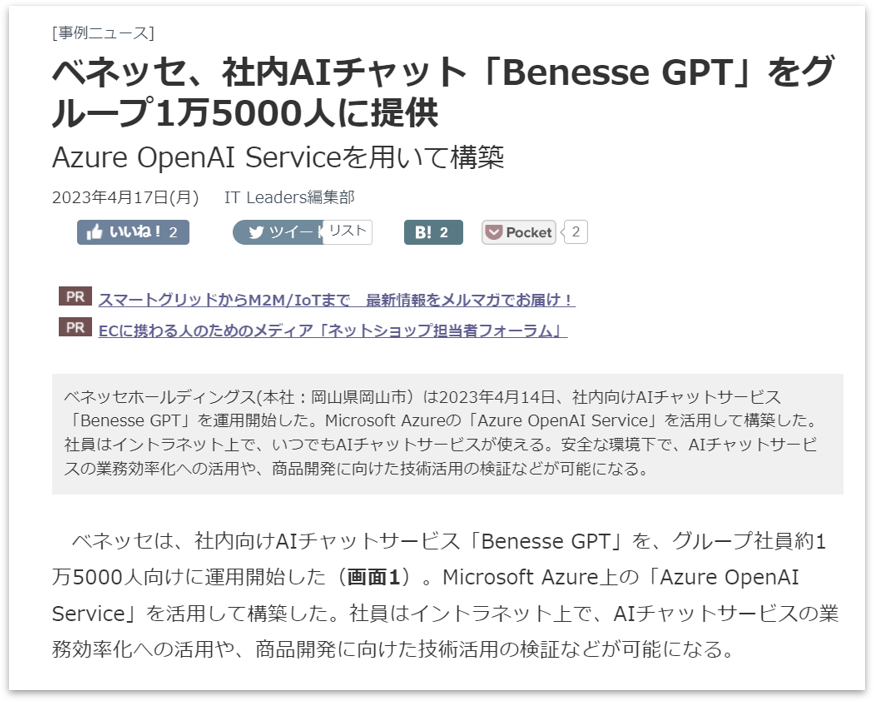 [事例ニュース]
ベネッセ、社内AIチャット「Benesse GPT」をグ
ループ1万5000人に提供
Azure OpenAI Serviceを用いて構築
2023年4月17日(月) IT Leaders編集部
いいね！ 2 ツイート リスト B! 2 Pocket 2
PR スマートグリッドからM2M/IoTまで　最新情報をメルマガでお届け！
PR ECに携わる人のためのメディア「ネットショップ担当者フォーラム」
ベネッセホールディングス(本社：岡山県岡山市）は2023年4月14日、社内向けAIチャットサービス
「Benesse GPT」を運用開始した。Microsoft Azureの「Azure OpenAI Service」を活用して構築した。
社員はイントラネット上で、いつでもAIチャットサービスが使える。安全な環境下で、AIチャットサービ
スの業務効率化への活用や、商品開発に向けた技術活用の検証などが可能になる。
ベネッセは、社内向けAIチャットサービス「Benesse GPT」を、グループ社員約1
万5000人向けに運用開始した（画面1）。Microsoft Azure上の「Azure OpenAI
Service」を活用して構築した。社員はイントラネット上で、AIチャットサービスの業
務効率化への活用や、商品開発に向けた技術活用の検証などが可能になる。